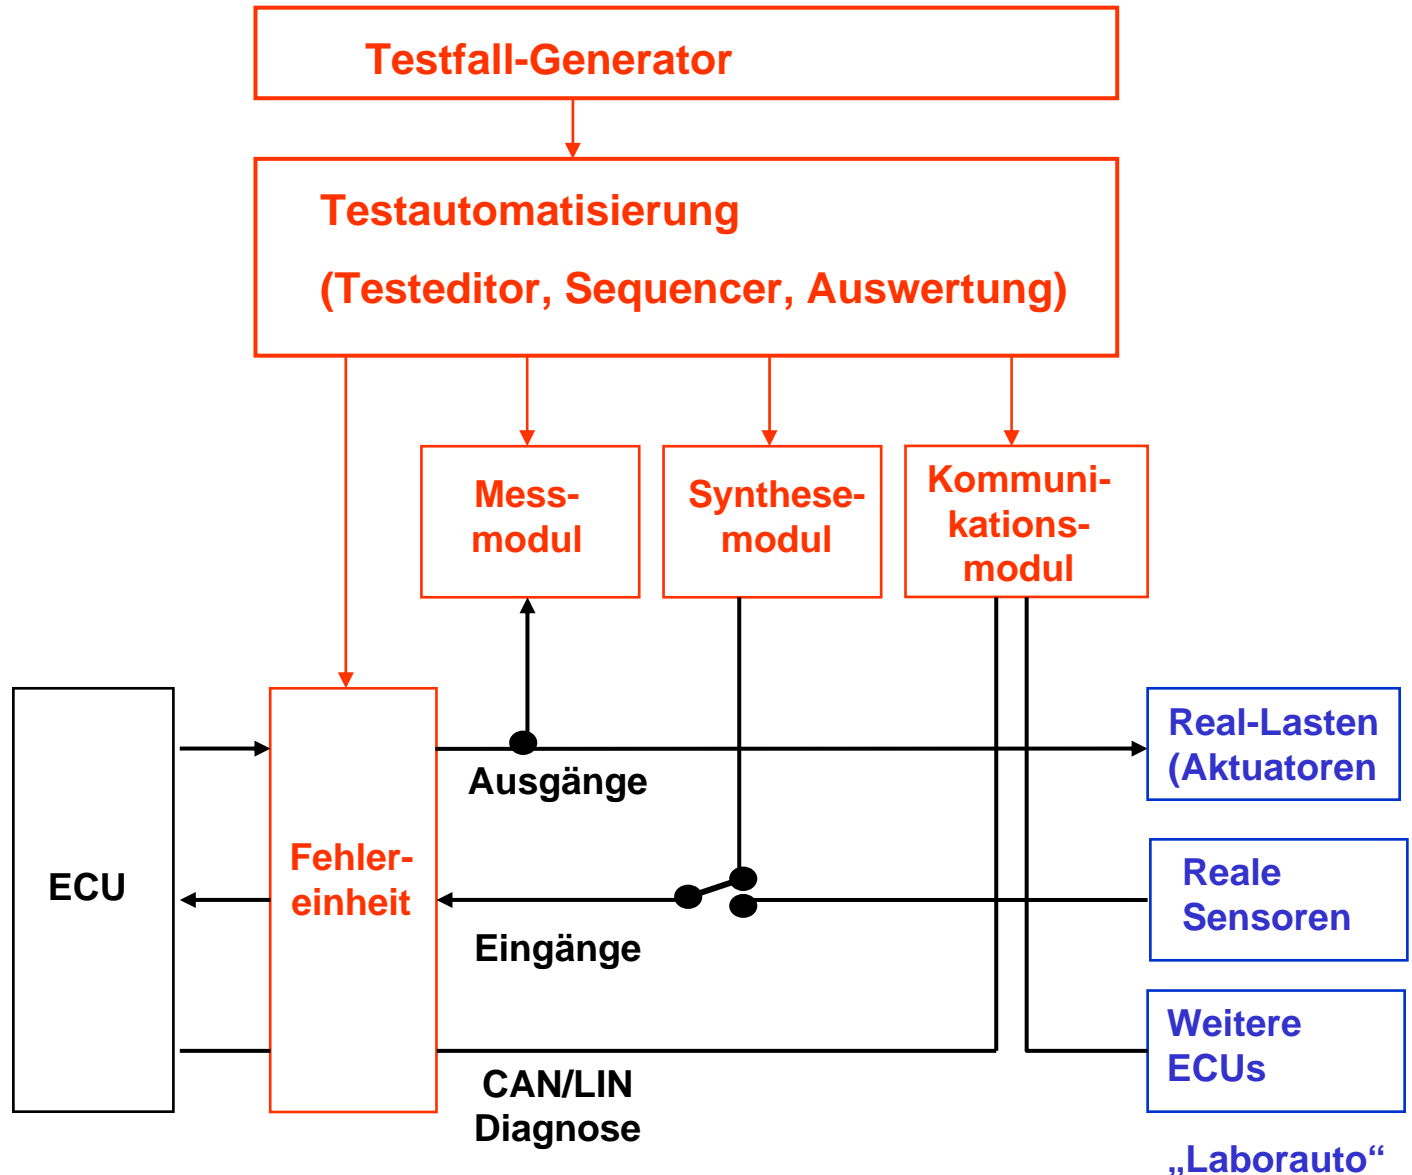 Testfall-Generator
Testautomatisierung
(Testeditor, Sequencer, Auswertung)
Mess-
modul
Synthese-
modul
Kommuni-
kations-
modul
ECU
Fehler-
einheit
Ausgänge
Eingänge
CAN/LIN
Diagnose
Real-Lasten
(Aktuatoren
Reale
Sensoren
Weitere
ECUs
„Laborauto“